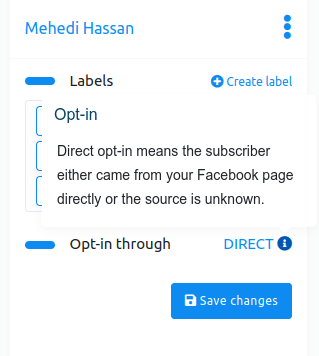 Mehedi Hassan
Labels
Create label
Opt-in
Direct opt-in means the subscriber
either came from your Facebook page
directly or the source is unknown.
Opt-in through
DIRECT
Save changes